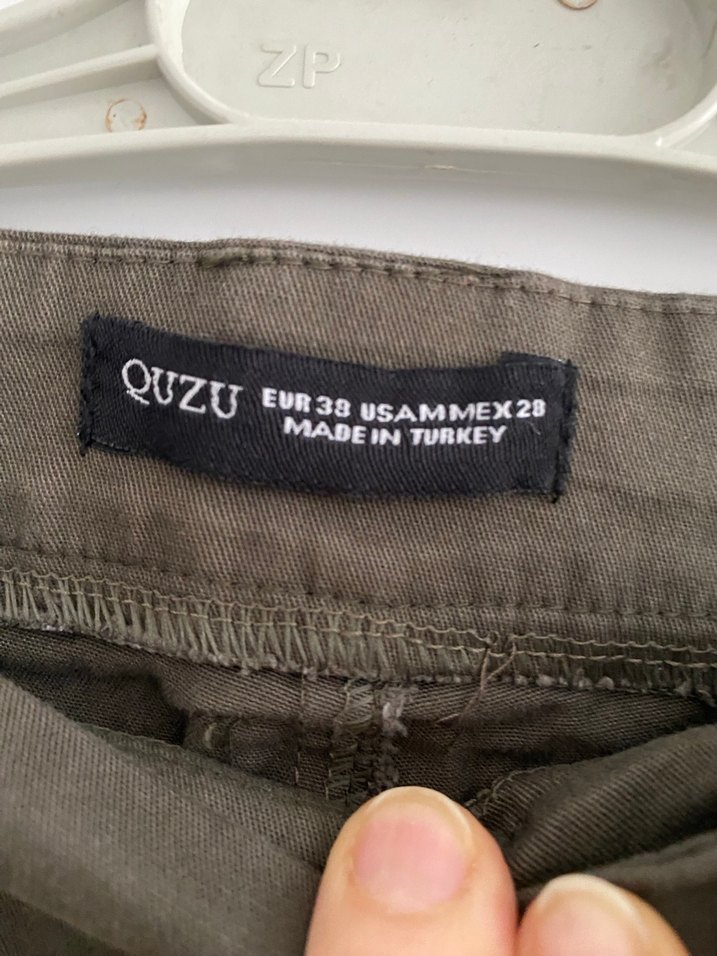 ZP
QUZU
EUR 38 USA M MEX 28
MADE IN TURKEY